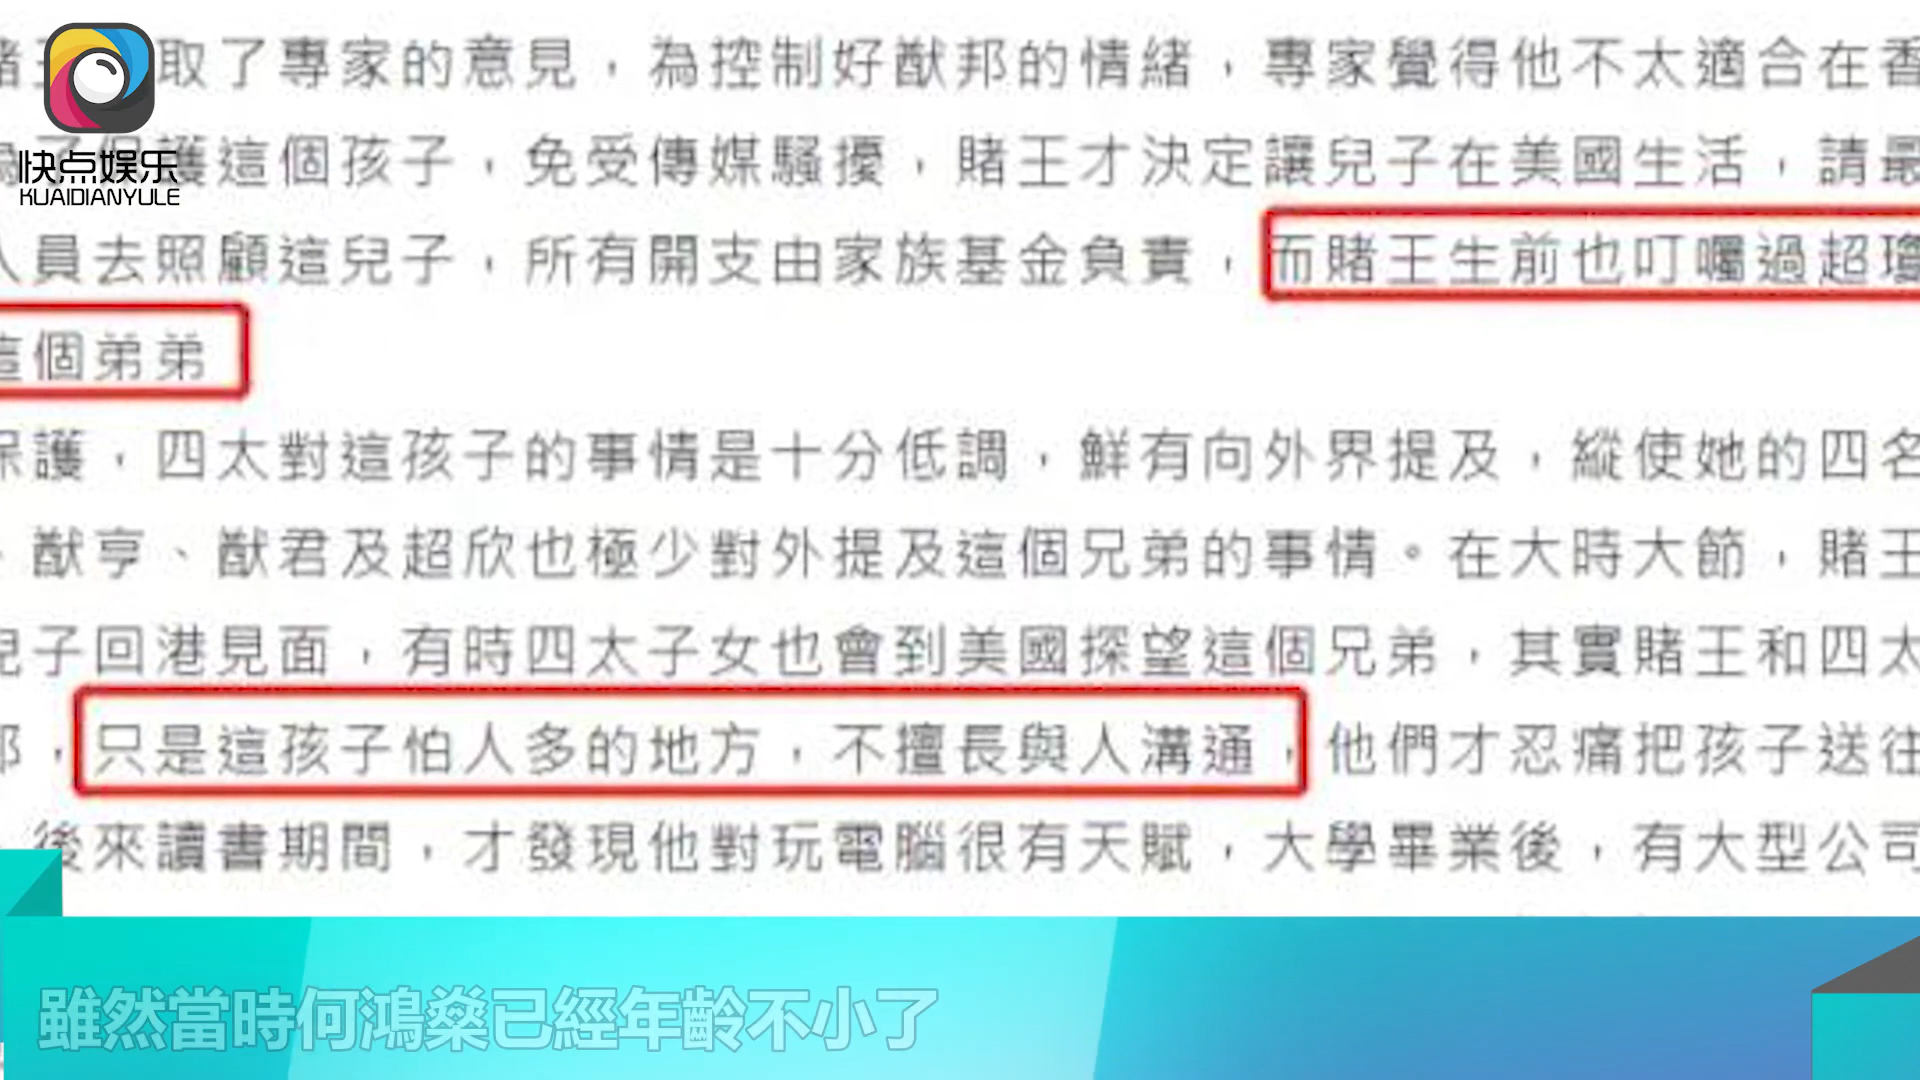 取了專家的意見，為控制好猷邦的情緒，專家覺得他不太適合在香
快点娱乐
KUAIDIANYULE
這個孩子，免受傳媒騷擾，賭王才決定讓兒子在美國生活，請最
人員去照顧這兒子，所有開支由家族基金負責，而賭王生前也叮囑過超瓊
這個弟弟
保護，四太對這孩子的事情是十分低調，鮮有向外界提及，縱使她的四名
、猷亨、猷君及超欣也極少對外提及這個兄弟的事情。在大時大節，賭王
兒子回港見面，有時四太子女也會到美國探望這個兄弟，其實賭王和四太
邦，只是這孩子怕人多的地方，不擅長與人溝通，他們才忍痛把孩子送往
後來讀書期間，才發現他對玩電腦很有天賦，大學畢業後，有大型公司
雖然當時何鴻燊已經年齡不小了